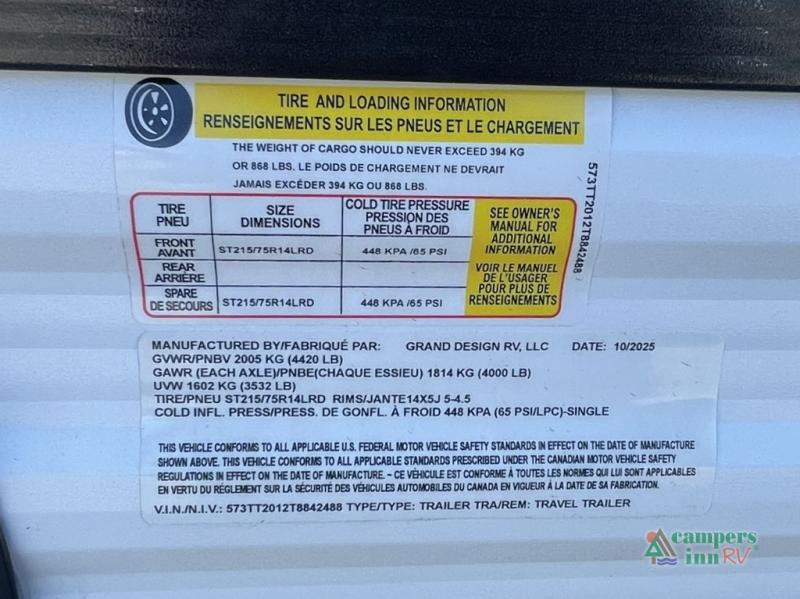 TIRE AND LOADING INFORMATION
RENSEIGNEMENTS SUR LES PNEUS ET LE CHARGEMENT
THE WEIGHT OF CARGO SHOULD NEVER EXCEED 394 KG
OR 868 LBS. LE POIDS DE CHARGEMENT NE DEVRAIT
JAMAIS EXCÉDER 394 KG OU 868 LBS.
TIRE
PNEU
SIZE
DIMENSIONS
COLD TIRE PRESSURE
PRESSION DES
PNEUS À FROID
FRONT
AVANT
ST215/75R14LRD
448 KPA /65 PSI
REAR
ARRIÈRE
SPARE
DE SECOURS
ST215/75R14LRD
448 KPA /65 PSI
SEE OWNER'S
MANUAL FOR
ADDITIONAL
INFORMATION
VOIR LE MANUEL
DE L'USAGER
POUR PLUS DE
RENSEIGNEMENTS
573TT2012T8842488
MANUFACTURED BY/FABRIQUÉ PAR: GRAND DESIGN RV, LLC DATE: 10/2025
GVWR/PNBV 2005 KG (4420 LB)
GAWR (EACH AXLE)/PNBE(CHAQUE ESSIEU) 1814 KG (4000 LB)
UVW 1602 KG (3532 LB)
TIRE/PNEU ST215/75R14LRD RIMS/JANTE14X5J 5-4.5
COLD INFL. PRESS/PRESS. DE GONFL. À FROID 448 KPA (65 PSI/LPC)-SINGLE
THIS VEHICLE CONFORMS TO ALL APPLICABLE U.S. FEDERAL MOTOR VEHICLE SAFETY STANDARDS IN EFFECT ON THE DATE OF MANUFACTURE
SHOWN ABOVE. THIS VEHICLE CONFORMS TO ALL APPLICABLE STANDARDS PRESCRIBED UNDER THE CANADIAN MOTOR VEHICLE SAFETY
REGULATIONS IN EFFECT ON THE DATE OF MANUFACTURE. - CE VÉHICULE EST CONFORME À TOUTES LES NORMES QUI LUI SONT APPLICABLES
EN VERTU DU RÉGLEMENT SUR LA SÉCURITÉ DES VÉHICULES AUTOMOBILES DU CANADA EN VIGUEUR À LA DATE DE SA FABRICATION.
V.I.N./N.I.V.: 573TT2012T8842488 TYPE/TYPE: TRAILER TRA/REM: TRAVEL TRAILER
campers
inn RV